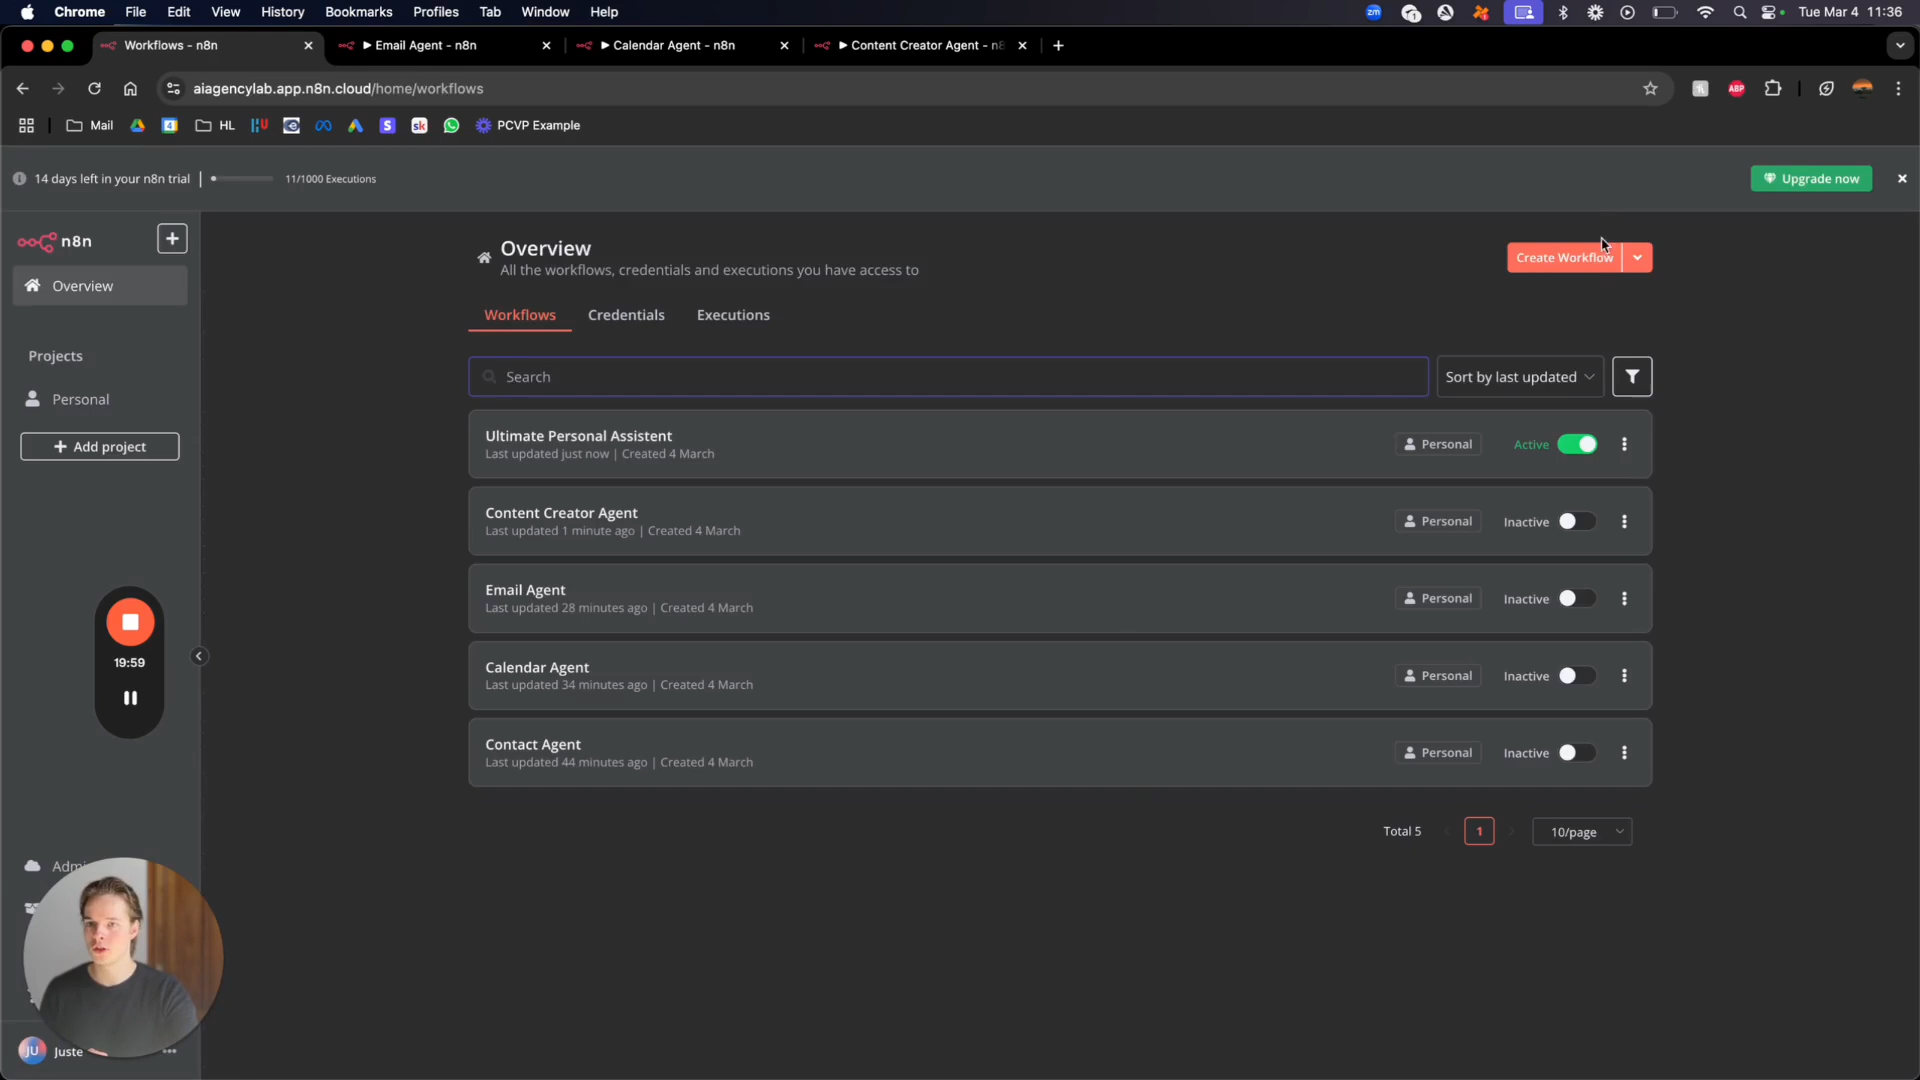 Chrome File Edit View History Bookmarks Profiles Tab Window Help
zm 1 Tue Mar 4 11:36
Workflows - n8n
Email Agent - n8n
Calendar Agent - n8n
Content Creator Agent - n8
aiagencylab.app.n8n.cloud/home/workflows
ABP
Mail
HL
PCVP Example
14 days left in your n8n trial
11/1000 Executions
Upgrade now
n8n
Overview
Projects
Personal
Add project
Overview
All the workflows, credentials and executions you have access to
Create Workflow
Workflows Credentials Executions
Search
Sort by last updated
Ultimate Personal Assistent
Last updated just now | Created 4 March
Personal
Active
Content Creator Agent
Last updated 1 minute ago | Created 4 March
Personal
Inactive
Email Agent
Last updated 28 minutes ago | Created 4 March
Personal
Inactive
Calendar Agent
Last updated 34 minutes ago | Created 4 March
Personal
Inactive
Contact Agent
Last updated 44 minutes ago | Created 4 March
Personal
Inactive
Total 5
1
10/page
19:59
JU
Juste